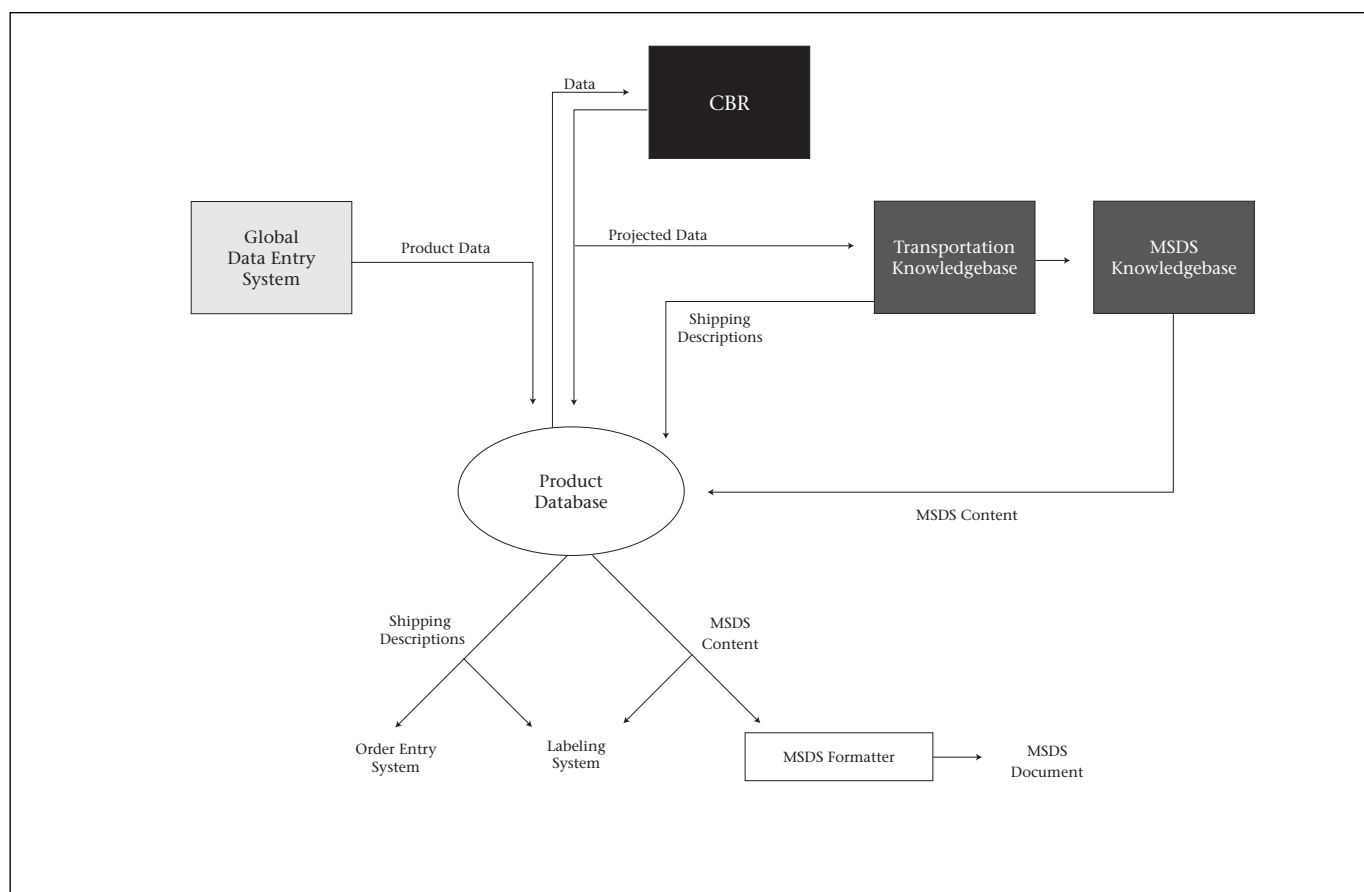 Data
CBR
Global
Data Entry
System
Product Data
Projected Data
Transportation
Knowledgebase
MSDS
Knowledgebase
Shipping
Descriptions
Product
Database
MSDS Content
Shipping
Descriptions
MSDS
Content
Order Entry
System
Labeling
System
MSDS Formatter
MSDS
Document